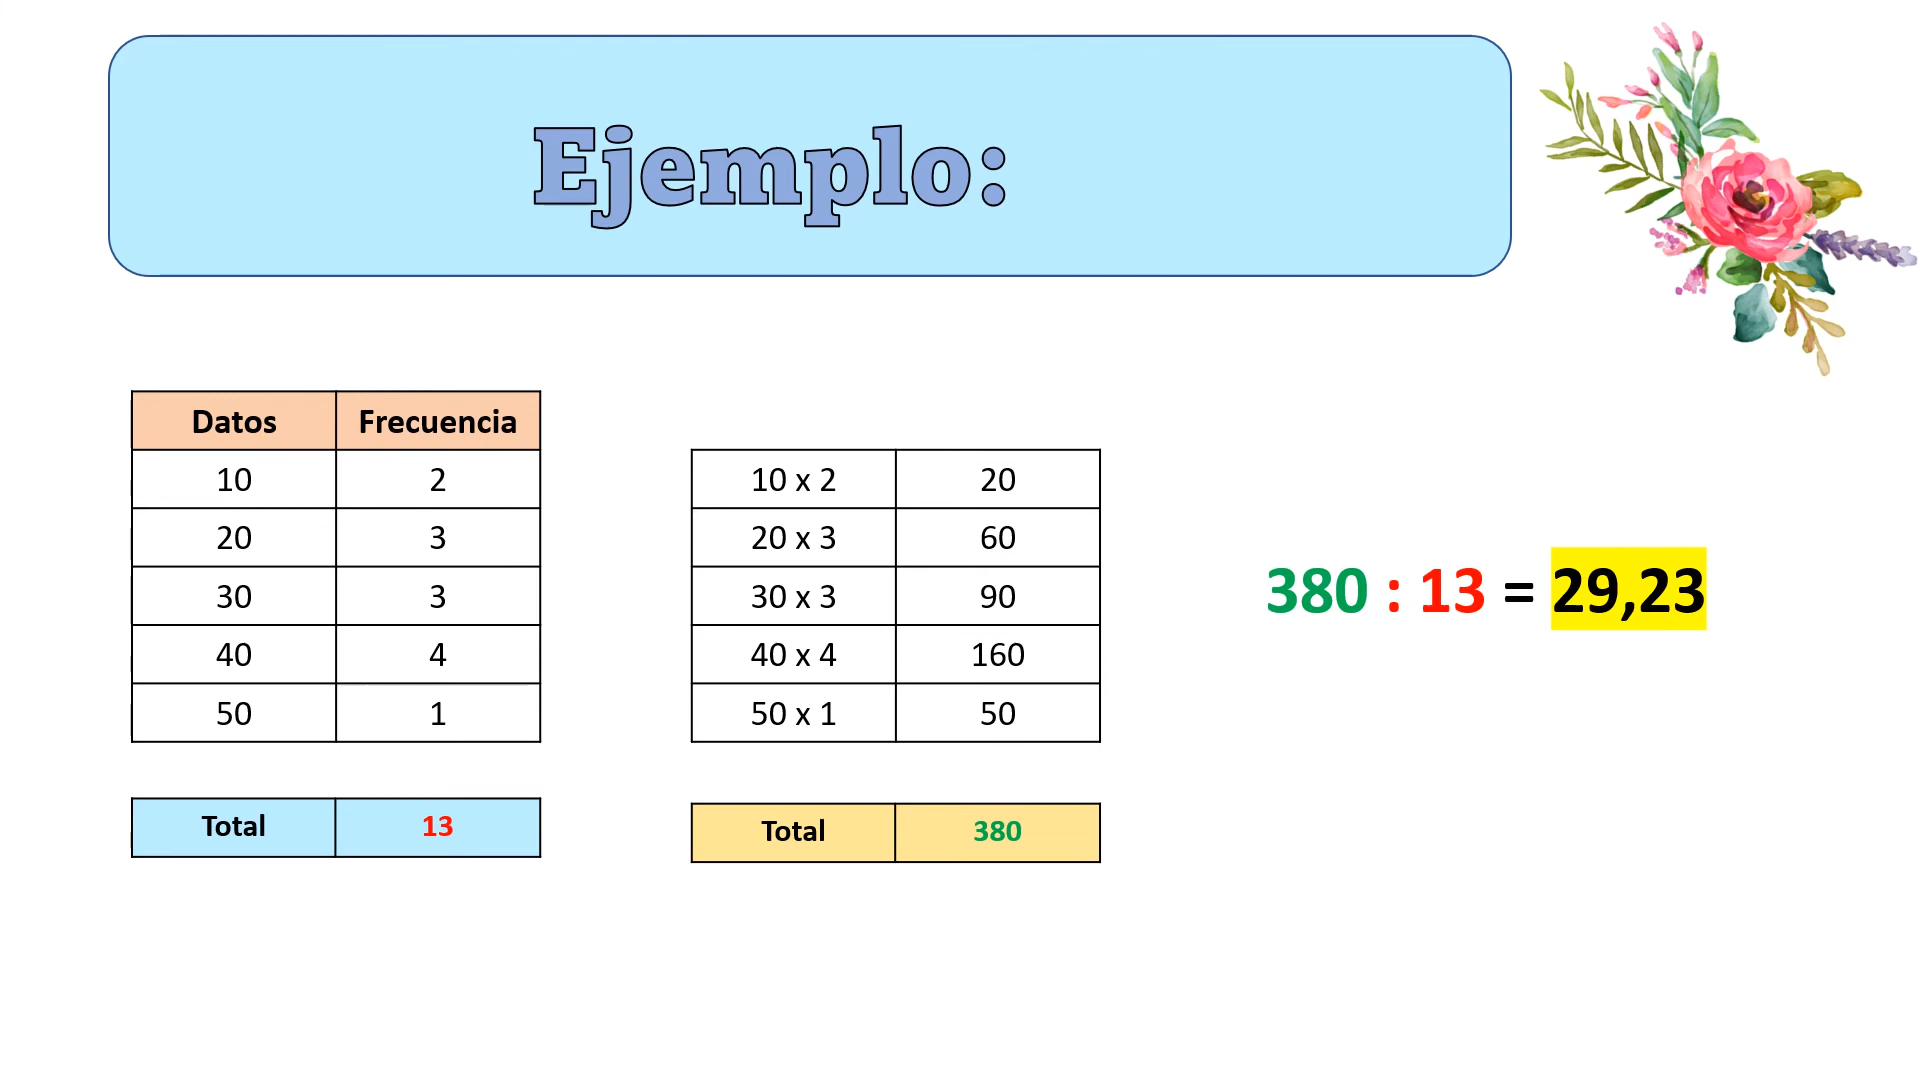 Ejemplo:
Datos Frecuencia
10 2
20 3
30 3
40 4
50 1
Total 13
10 x 2 20
20 x 3 60
30 x 3 90
40 x 4 160
50 x 1 50
Total 380
380 : 13 = 29,23